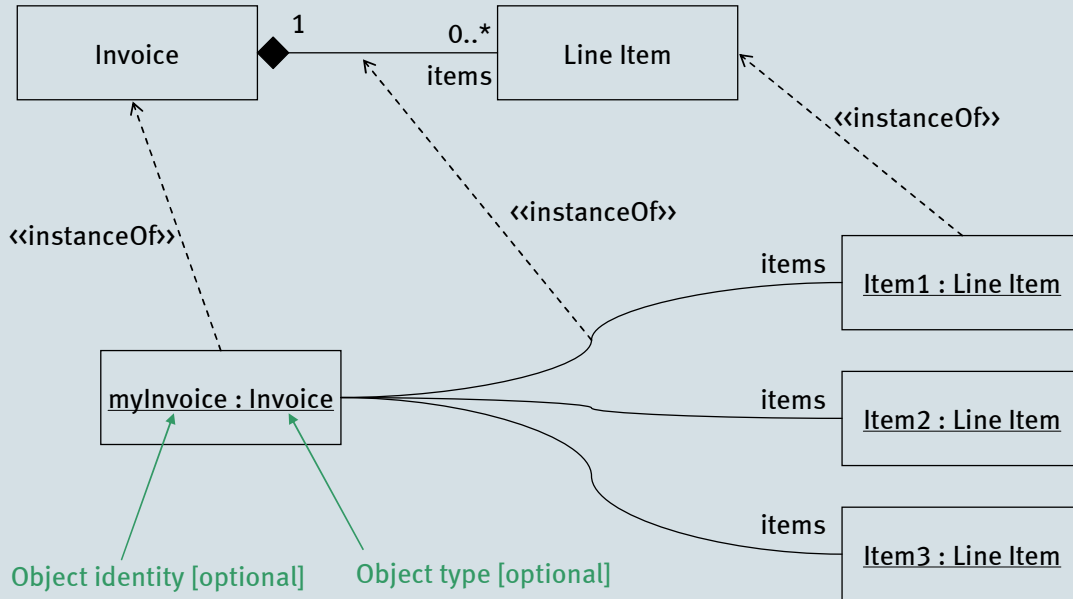 1
0..*
Invoice
Line Item
items
‹‹instanceOf››
‹‹instanceOf››
‹‹instanceOf››
items
Item1 : Line Item
myInvoice : Invoice
items
Item2 : Line Item
items
Item3 : Line Item
Object identity [optional]
Object type [optional]